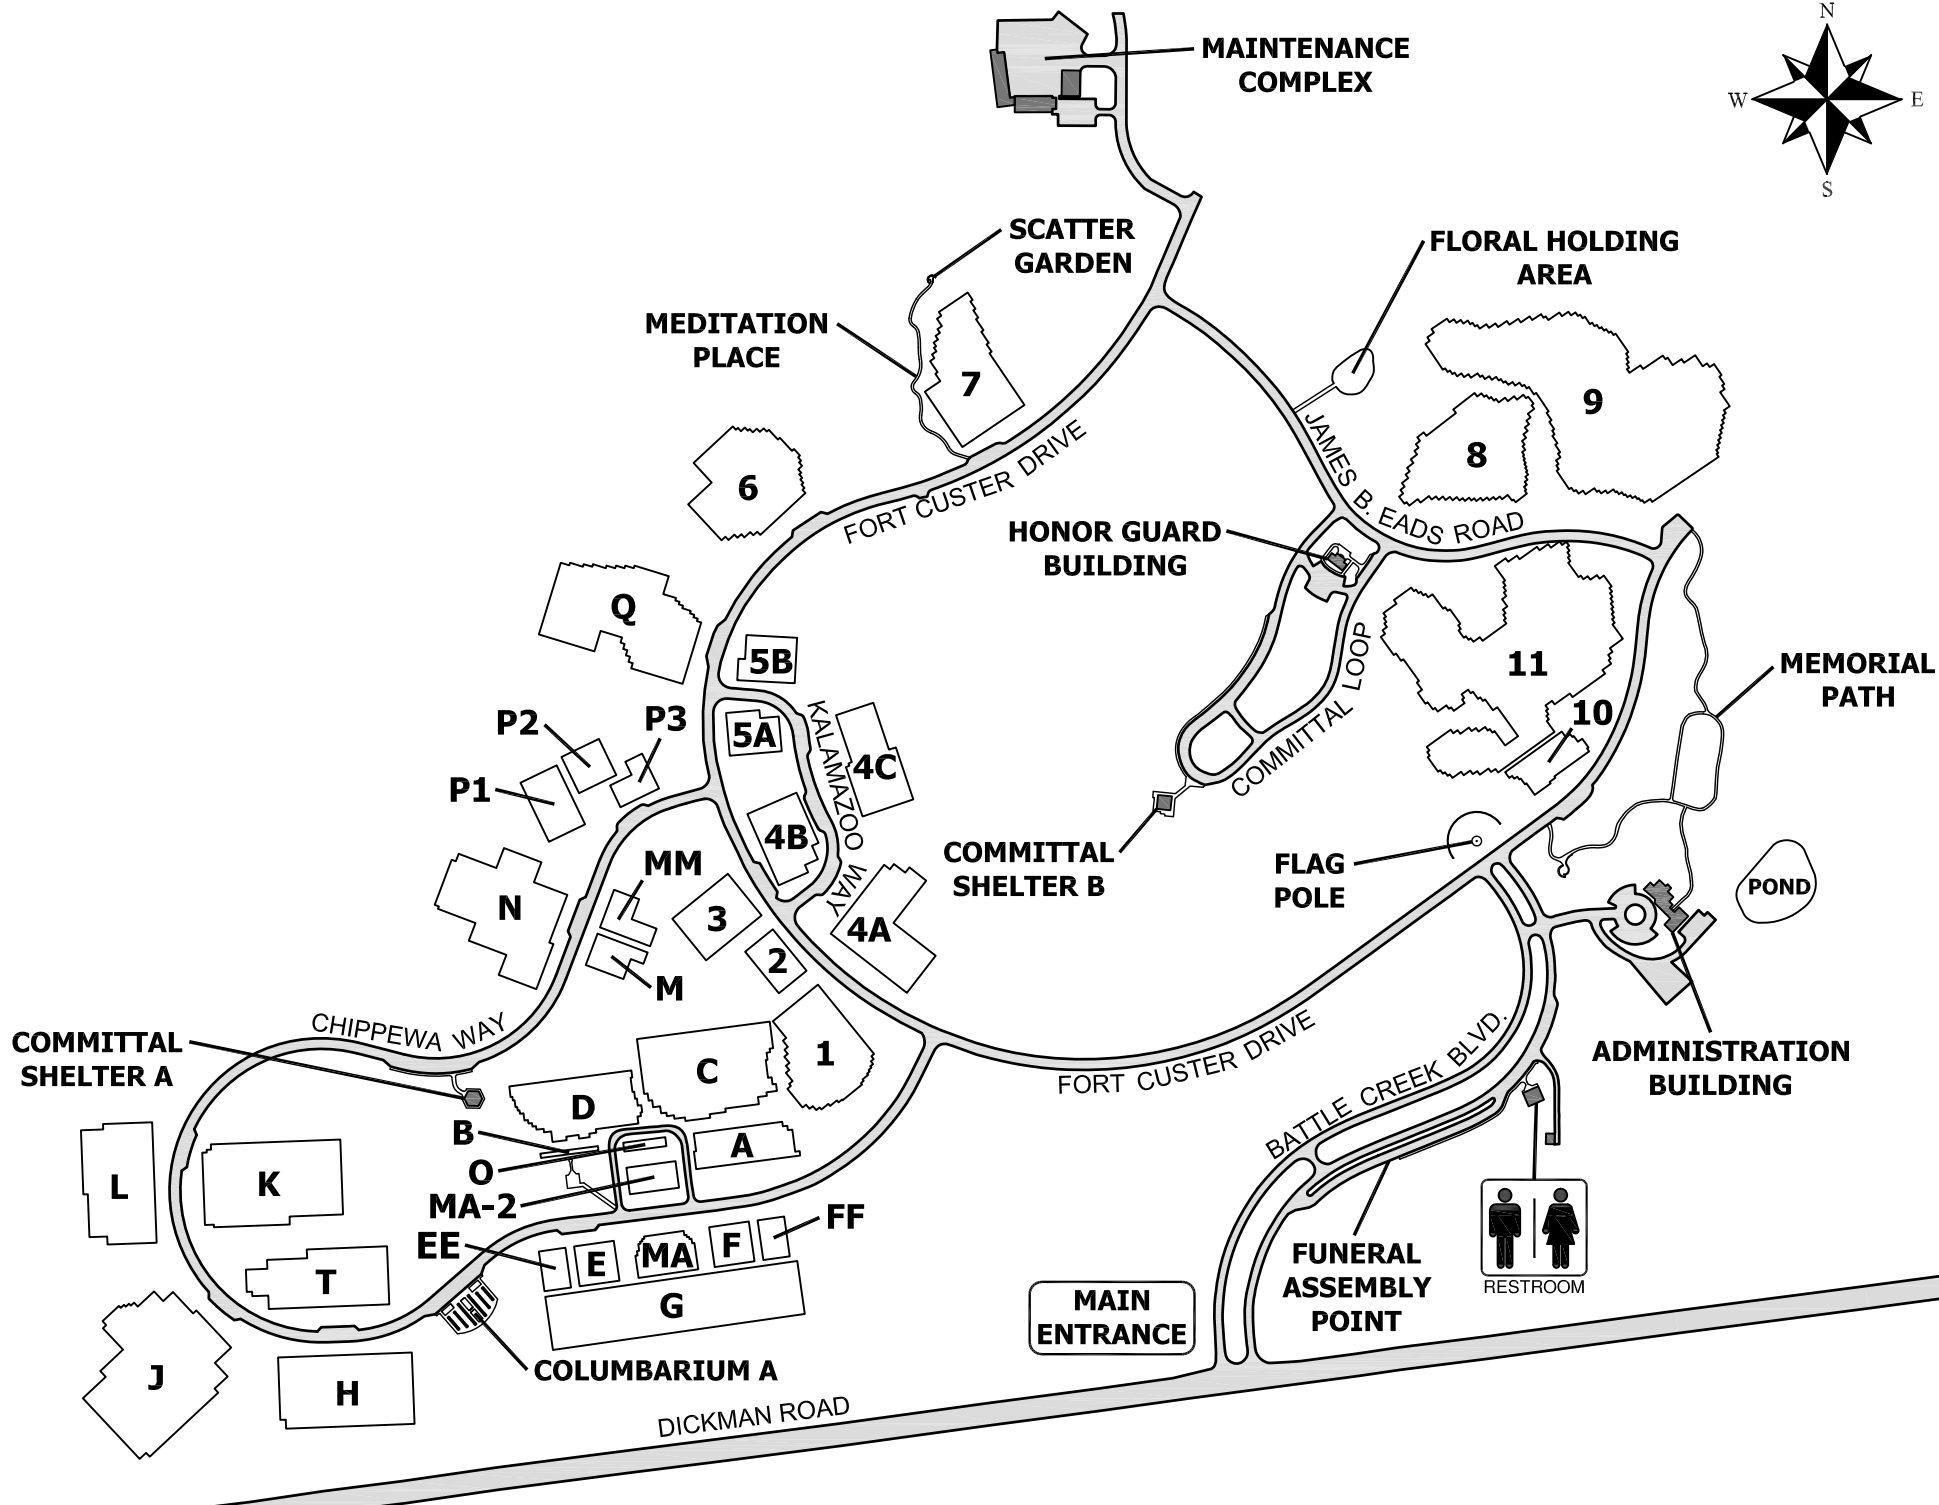 N
W
E
S
MAINTENANCE
COMPLEX
SCATTER
GARDEN
FLORAL HOLDING
AREA
MEDITATION
PLACE
7
9
8
6
FORT CUSTER DRIVE
JAMES B. EADS ROAD
HONOR GUARD
BUILDING
Q
5B
11
MEMORIAL
PATH
10
P2
P3
5A
KALAMAZOO WAY
4C
COMMITTAL LOOP
P1
4B
COMMITTAL
SHELTER B
FLAG
POLE
POND
MM
N
3
4A
2
M
CHIPPEWA WAY
COMMITTAL
SHELTER A
C
1
FORT CUSTER DRIVE
BATTLE CREEK BLVD.
ADMINISTRATION
BUILDING
D
B
A
O
L
K
MA-2
FF
EE
E
MA
F
T
G
FUNERAL
ASSEMBLY
POINT
RESTROOM
MAIN
ENTRANCE
J
H
COLUMBARIUM A
DICKMAN ROAD